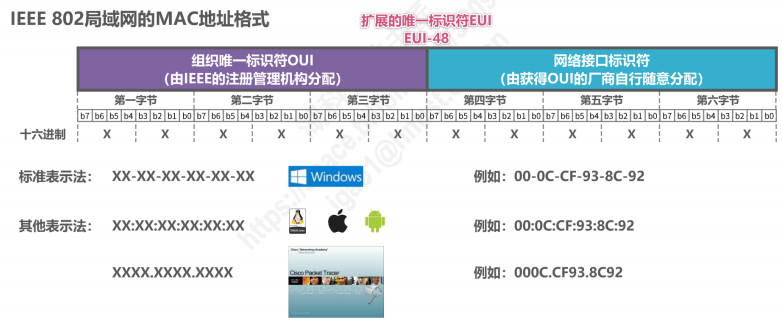 IEEE 802局域网的MAC地址格式
扩展的唯一标识符EUI
EUI-48
组织唯一标识符OUI
（由IEEE的注册管理机构分配）
网络接口标识符
（由获得OUI的厂商自行随意分配）
第一字节 第二字节 第三字节 第四字节 第五字节 第六字节
b7 b6 b5 b4 b3 b2 b1 b0 b7 b6 b5 b4 b3 b2 b1 b0 b7 b6 b5 b4 b3 b2 b1 b0 b7 b6 b5 b4 b3 b2 b1 b0 b7 b6 b5 b4 b3 b2 b1 b0 b7 b6 b5 b4 b3 b2 b1 b0
十六进制 X X X X X X X X X X X X
标准表示法： XX-XX-XX-XX-XX-XX Windows 例如：00-0C-CF-93-8C-92
其他表示法： XX:XX:XX:XX:XX:XX 例如：00:0C:CF:93:8C:92
XXXX.XXXX.XXXX 例如：000C.CF93.8C92
Cisco Networking Academy
Cisco Packet Tracer